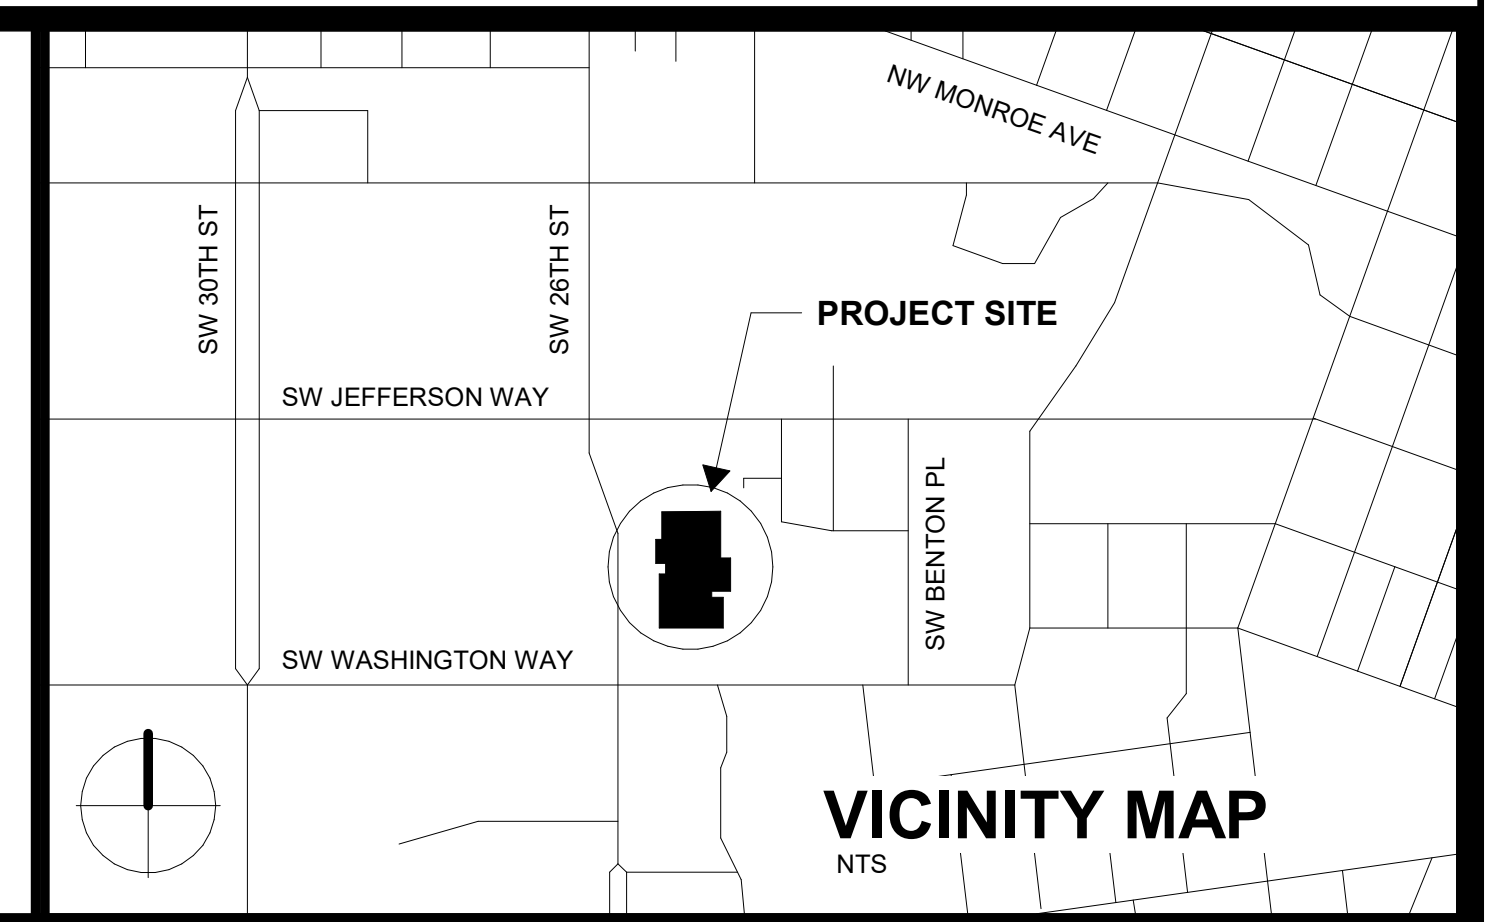 NW MONROE AVE
SW 30TH ST
SW 26TH ST
PROJECT SITE
SW JEFFERSON WAY
SW BENTON PL
SW WASHINGTON WAY
VICINITY MAP
NTS